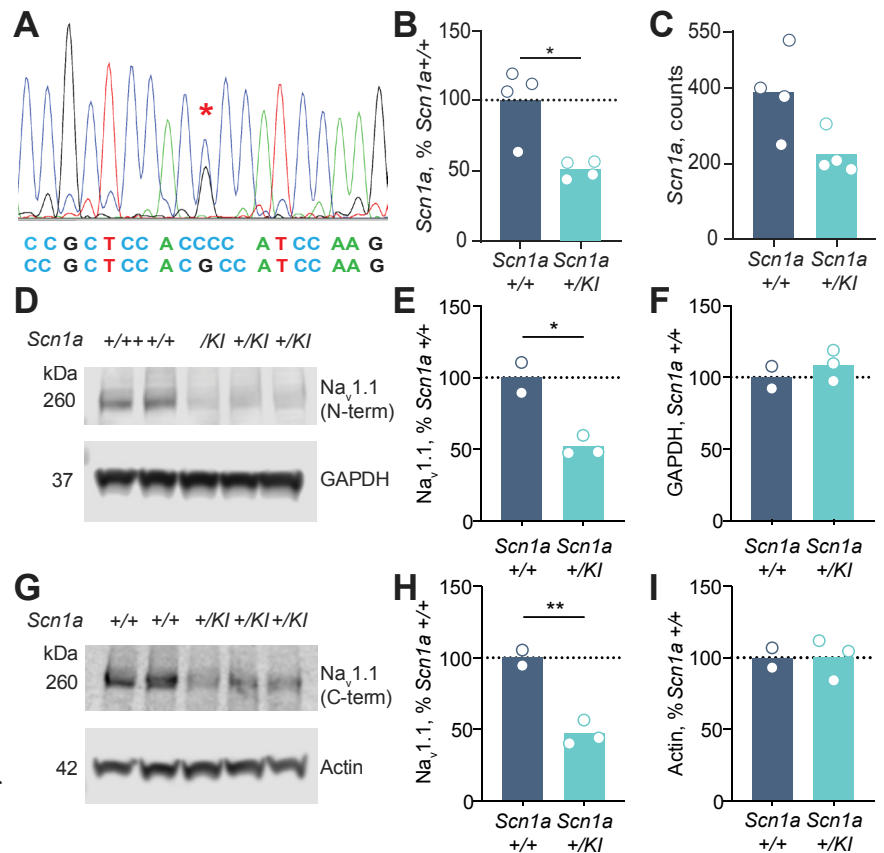 A
*
C C G C T C C A C C C C A T C C A A G
C C G C T C C A C G C C A T C C A A G
B
Scn1a, % Scn1a+/+
150
100
50
0
*
Scn1a +/+
Scn1a +/KI
C
Scn1a, counts
550
400
200
0
Scn1a +/+
Scn1a +/KI
D
Scn1a +/++/+ /KI +/KI +/KI
kDa
260
Nav1.1
(N-term)
37
GAPDH
E
Nav1.1, % Scn1a +/+
150
100
50
0
*
Scn1a +/+
Scn1a +/KI
F
GAPDH, Scn1a +/+
150
100
50
0
Scn1a +/+
Scn1a +/KI
G
Scn1a +/+ +/+ +/KI +/KI +/KI
kDa
260
Nav1.1
(C-term)
42
Actin
H
Nav1.1, % Scn1a +/+
150
100
50
0
**
Scn1a +/+
Scn1a +/KI
I
Actin, %Scn1a +/+
150
100
50
0
Scn1a +/+
Scn1a +/KI